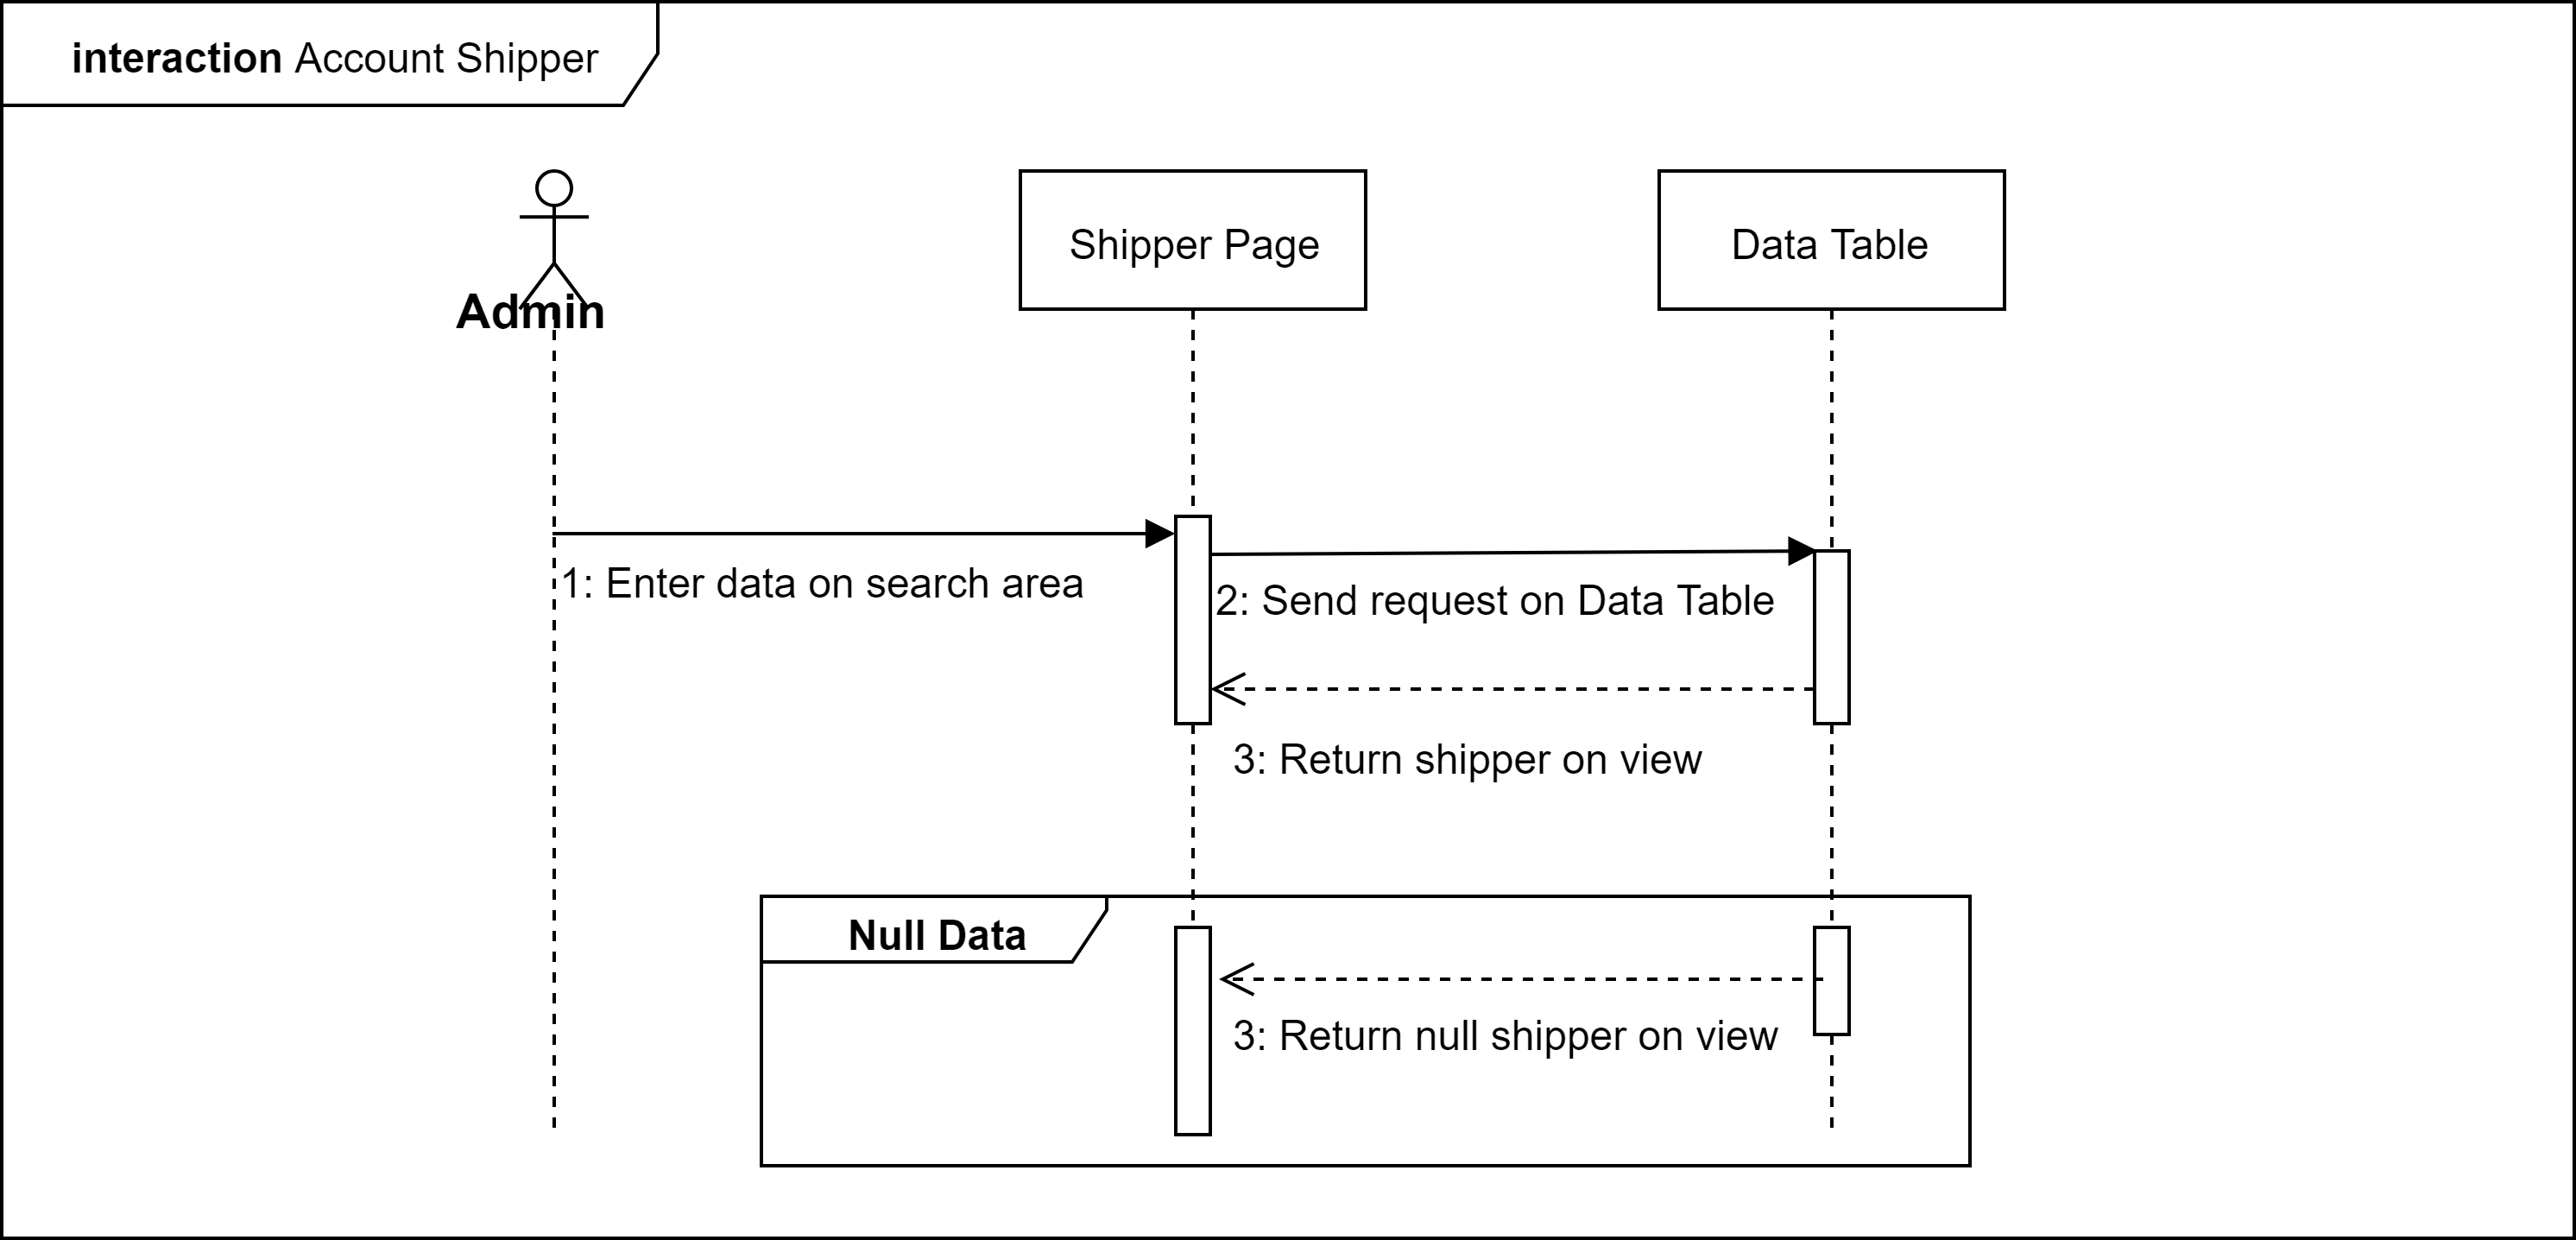 interaction Account Shipper
Admin
Shipper Page
Data Table
1: Enter data on search area
2: Send request on Data Table
3: Return shipper on view
Null Data
3: Return null shipper on view